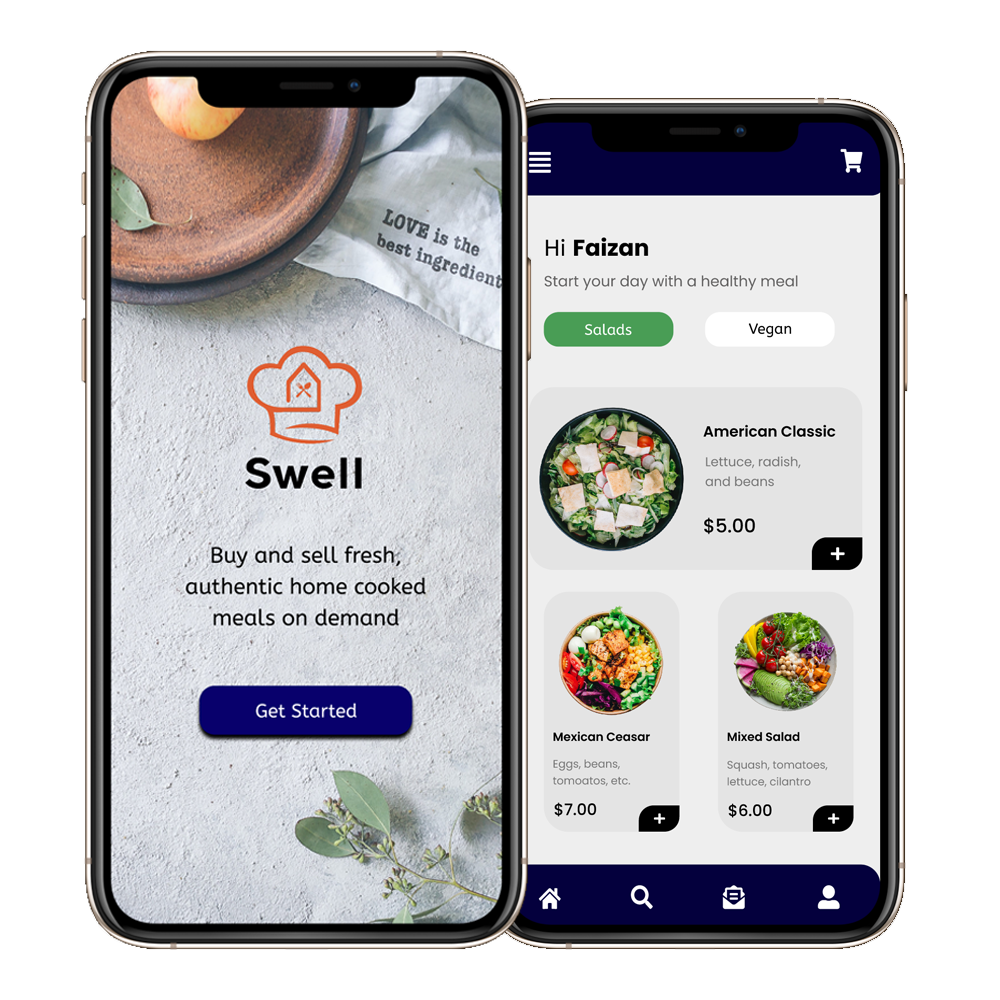 LOVE is the
best ingredient
Swell
Buy and sell fresh,
authentic home cooked
meals on demand
Get Started
Hi Faizan
Start your day with a healthy meal
Salads
Vegan
American Classic
Lettuce, radish,
and beans
$5.00
+
Mexican Ceasar
Eggs, beans,
tomoatos, etc.
$7.00
+
Mixed Salad
Squash, tomatoes,
lettuce, cilantro
$6.00
+